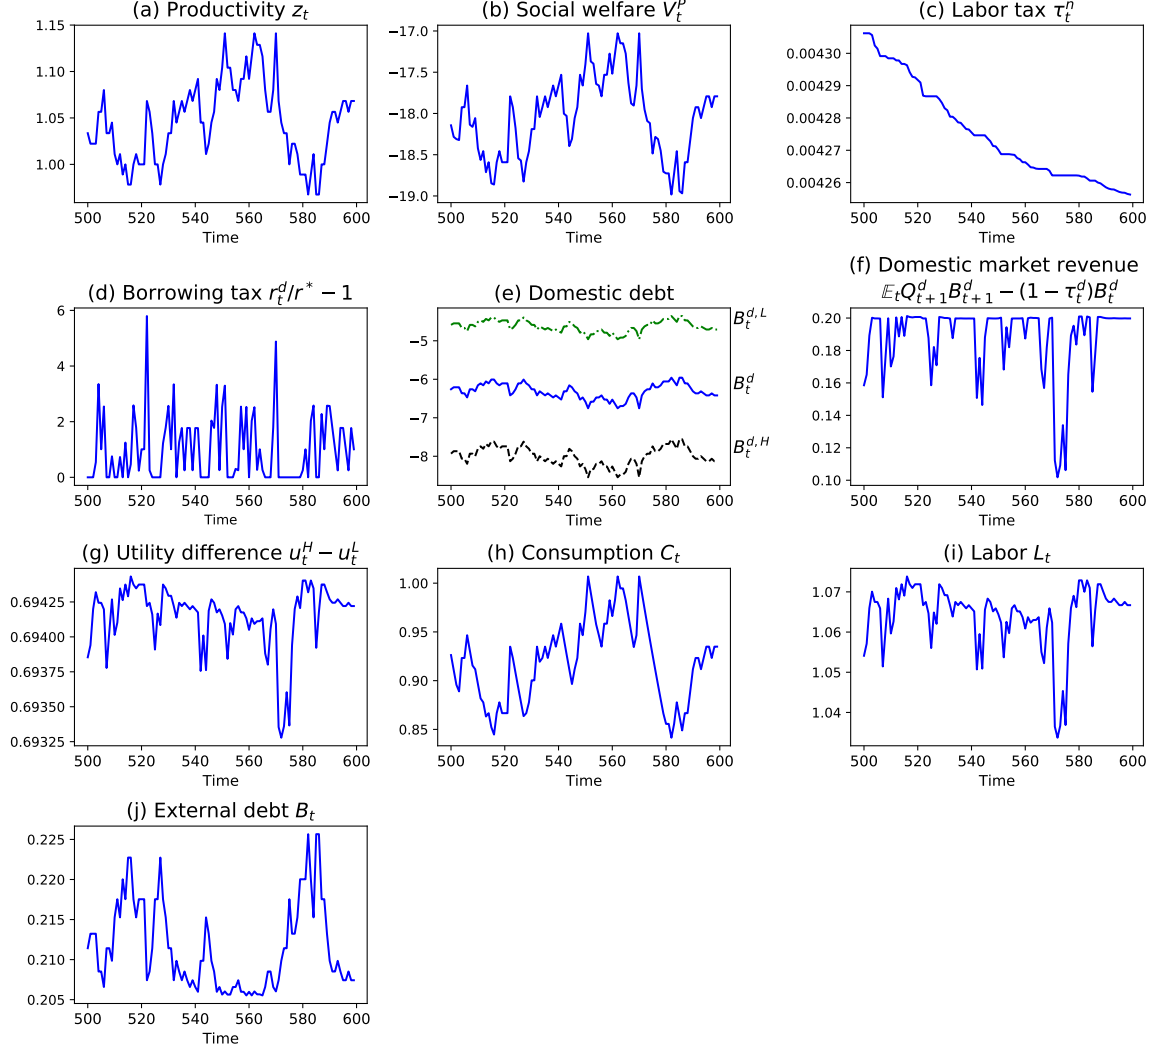 (a) Productivity z_t
1.15
1.10
1.05
1.00
500 520 540 560 580 600
Time
(b) Social welfare V_t^P
−17.0
−17.5
−18.0
−18.5
−19.0
500 520 540 560 580 600
Time
(c) Labor tax τ_t^n
0.00430
0.00429
0.00428
0.00427
0.00426
500 520 540 560 580 600
Time
(d) Borrowing tax r_t^d/r^* − 1
6
4
2
0
500 520 540 560 580 600
Time
(e) Domestic debt
−5
−6
−7
−8
B_t^{d,L}
B_t^d
B_t^{d,H}
500 520 540 560 580 600
Time
(f) Domestic market revenue
𝔼_tQ_{t+1}^dB_{t+1}^d − (1 − τ_t^d)B_t^d
0.20
0.18
0.16
0.14
0.12
0.10
500 520 540 560 580 600
Time
(g) Utility difference u_t^H − u_t^L
0.69425
0.69400
0.69375
0.69350
0.69325
500 520 540 560 580 600
Time
(h) Consumption C_t
1.00
0.95
0.90
0.85
500 520 540 560 580 600
Time
(i) Labor L_t
1.07
1.06
1.05
1.04
500 520 540 560 580 600
Time
(j) External debt B_t
0.225
0.220
0.215
0.210
0.205
500 520 540 560 580 600
Time